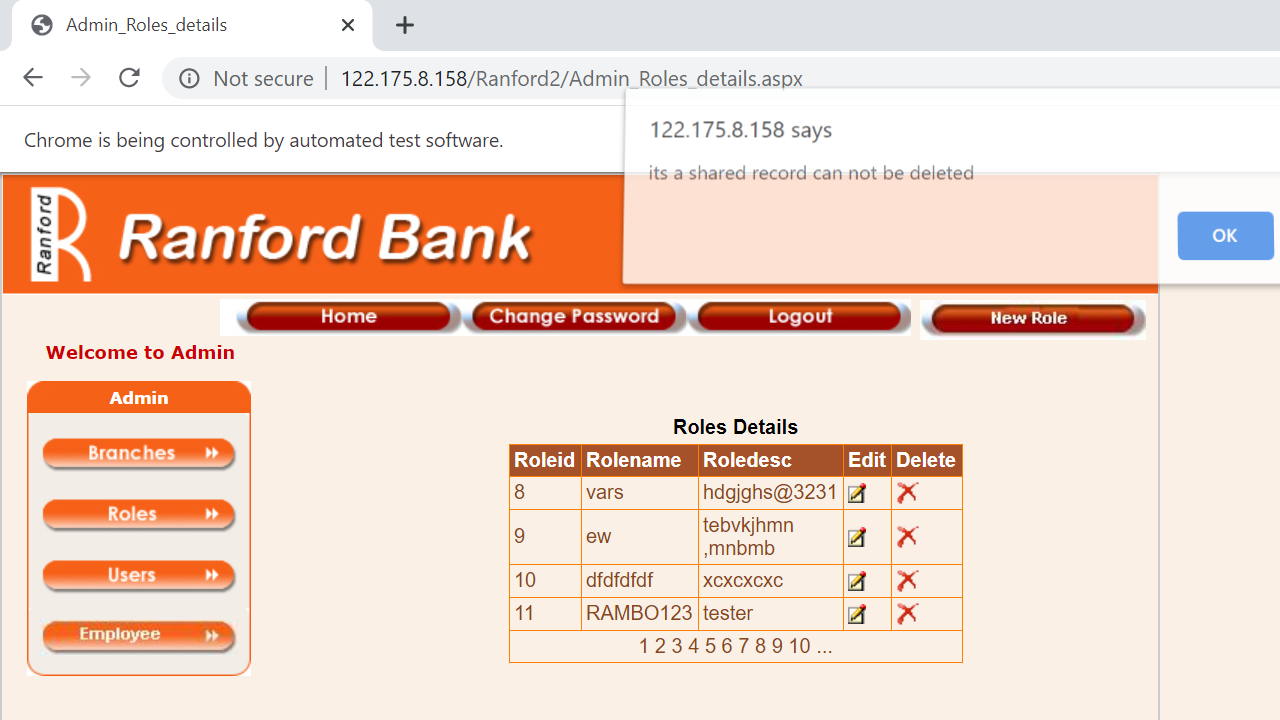 Admin_Roles_details
Not secure | 122.175.8.158/Ranford2/Admin_Roles_details.aspx
Chrome is being controlled by automated test software.
122.175.8.158 says
its a shared record can not be deleted
OK
Ranford
Ranford Bank
Home Change Password Logout New Role
Welcome to Admin
Admin
Branches
Roles
Users
Employee
Roles Details
Roleid Rolename Roledesc Edit Delete
8 vars hdgjghs@3231
9 ew tebvkjhmn
,mnbmb
10 dfdfdfdf xcxcxcxc
11 RAMBO123 tester
1 2 3 4 5 6 7 8 9 10 ...